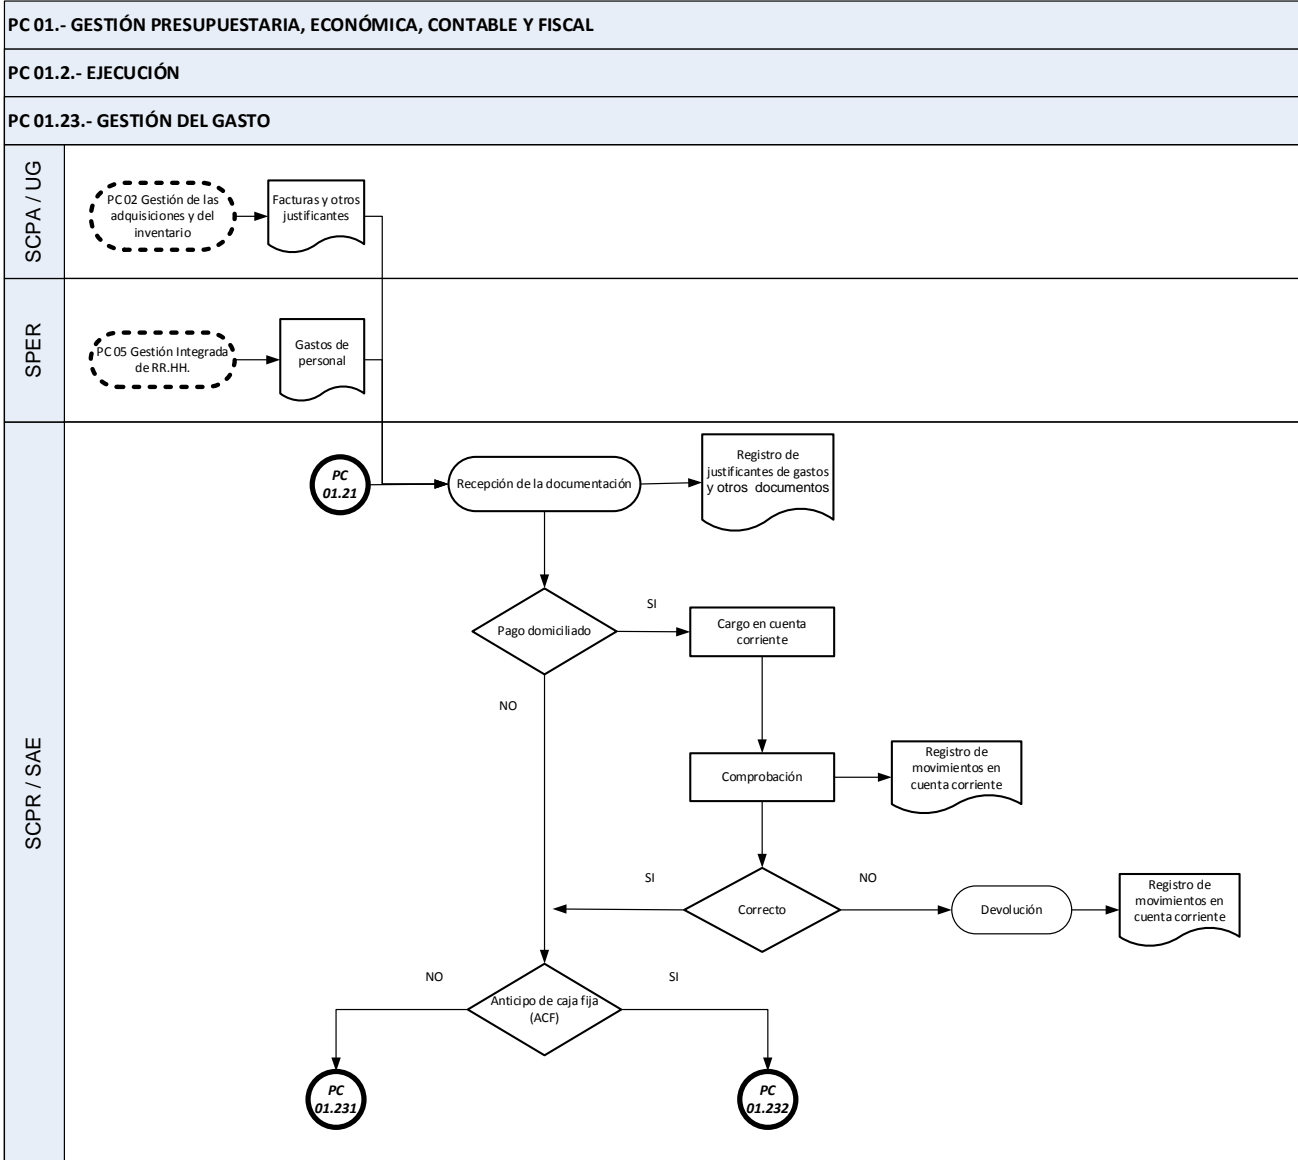 PC 01.- GESTIÓN PRESUPUESTARIA, ECONÓMICA, CONTABLE Y FISCAL
PC 01.2.- EJECUCIÓN
PC 01.23.- GESTIÓN DEL GASTO
SCPA / UG
PC 02 Gestión de las
adquisiciones y del
inventario
Facturas y otros
justificantes
SPER
PC 05 Gestión Integrada
de RR.HH.
Gastos de
personal
SCPR / SAE
PC
01.21
Recepción de la documentación
Registro de
justificantes de gastos
y otros documentos
Pago domiciliado
SI
Cargo en cuenta
corriente
NO
Comprobación
Registro de
movimientos en
cuenta corriente
SI
Correcto
NO
Devolución
Registro de
movimientos en
cuenta corriente
NO
Anticipo de caja fija
(ACF)
SI
PC
01.231
PC
01.232